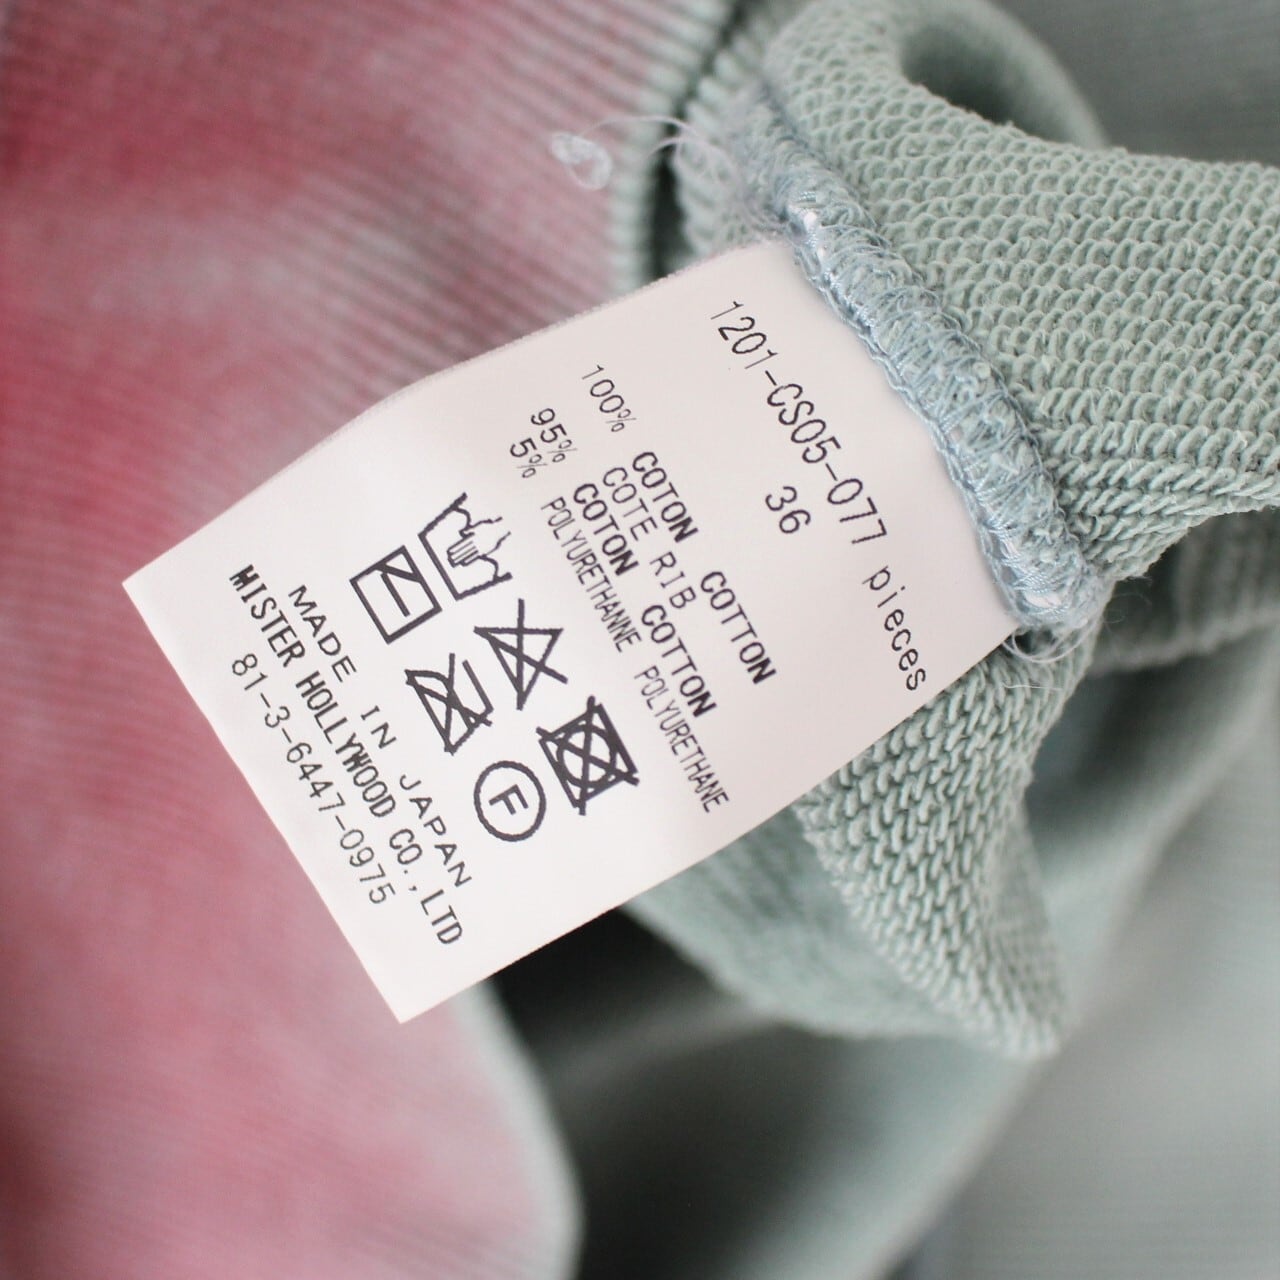 1201-CS05-077 pieces
36
100% COTON COTTON
COTE RIB
95% COTON COTTON
5% POLYURETHANNE POLYURETHANE
F
MADE IN JAPAN
MISTER HOLLYWOOD CO.,LTD
81-3-6447-0975